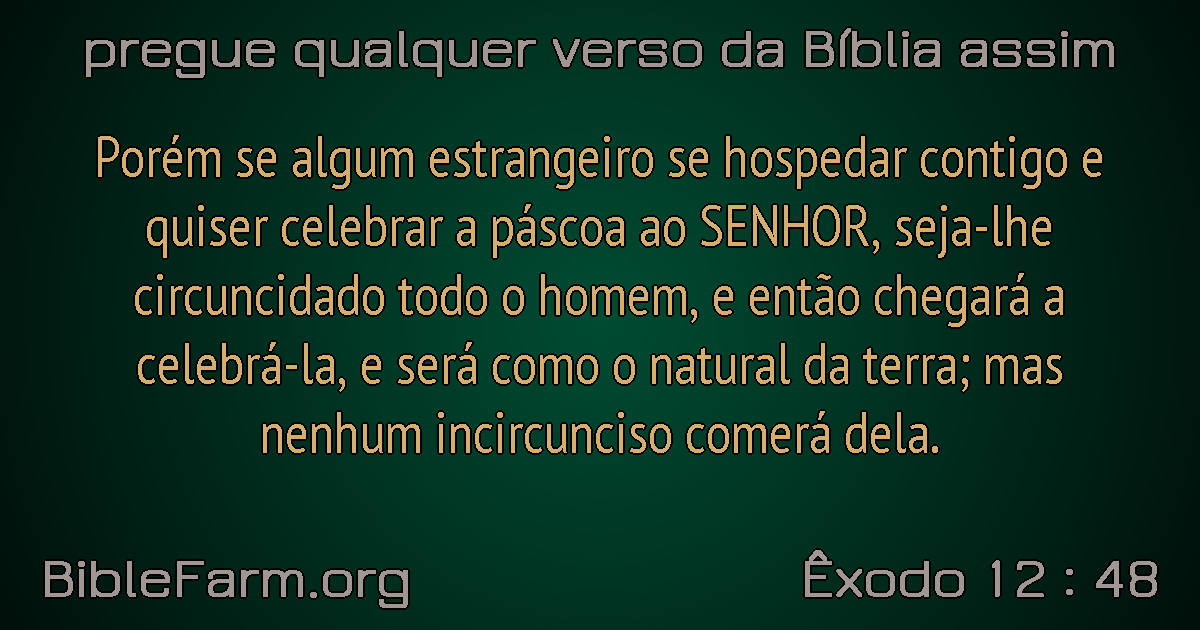 pregue qualquer verso da Bíblia assim
Porém se algum estrangeiro se hospedar contigo e
quiser celebrar a páscoa ao SENHOR, seja-lhe
circuncidado todo o homem, e então chegará a
celebrá-la, e será como o natural da terra; mas
nenhum incircunciso comerá dela.
BibleFarm.org
Êxodo 12 : 48